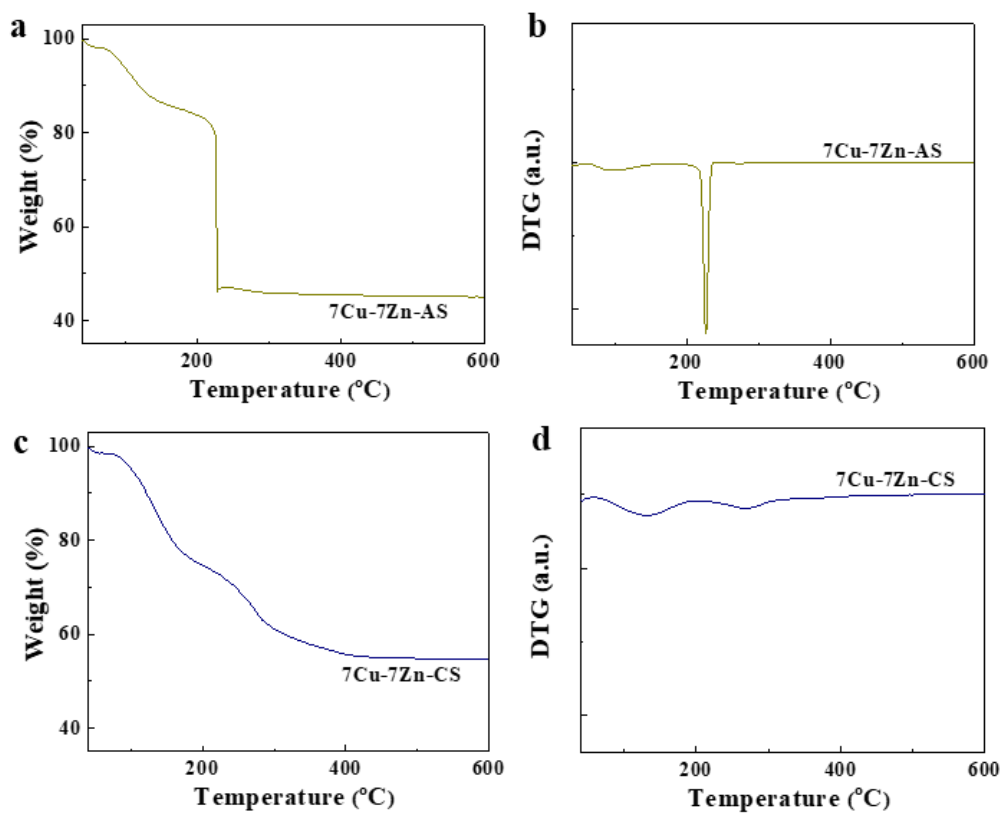 a
100
80
60
40
Weight (%)
7Cu-7Zn-AS
200
400
600
Temperature (°C)
b
DTG (a.u.)
7Cu-7Zn-AS
200
400
600
Temperature (°C)
c
100
80
60
40
Weight (%)
7Cu-7Zn-CS
200
400
600
Temperature (°C)
d
DTG (a.u.)
7Cu-7Zn-CS
200
400
600
Temperature (°C)